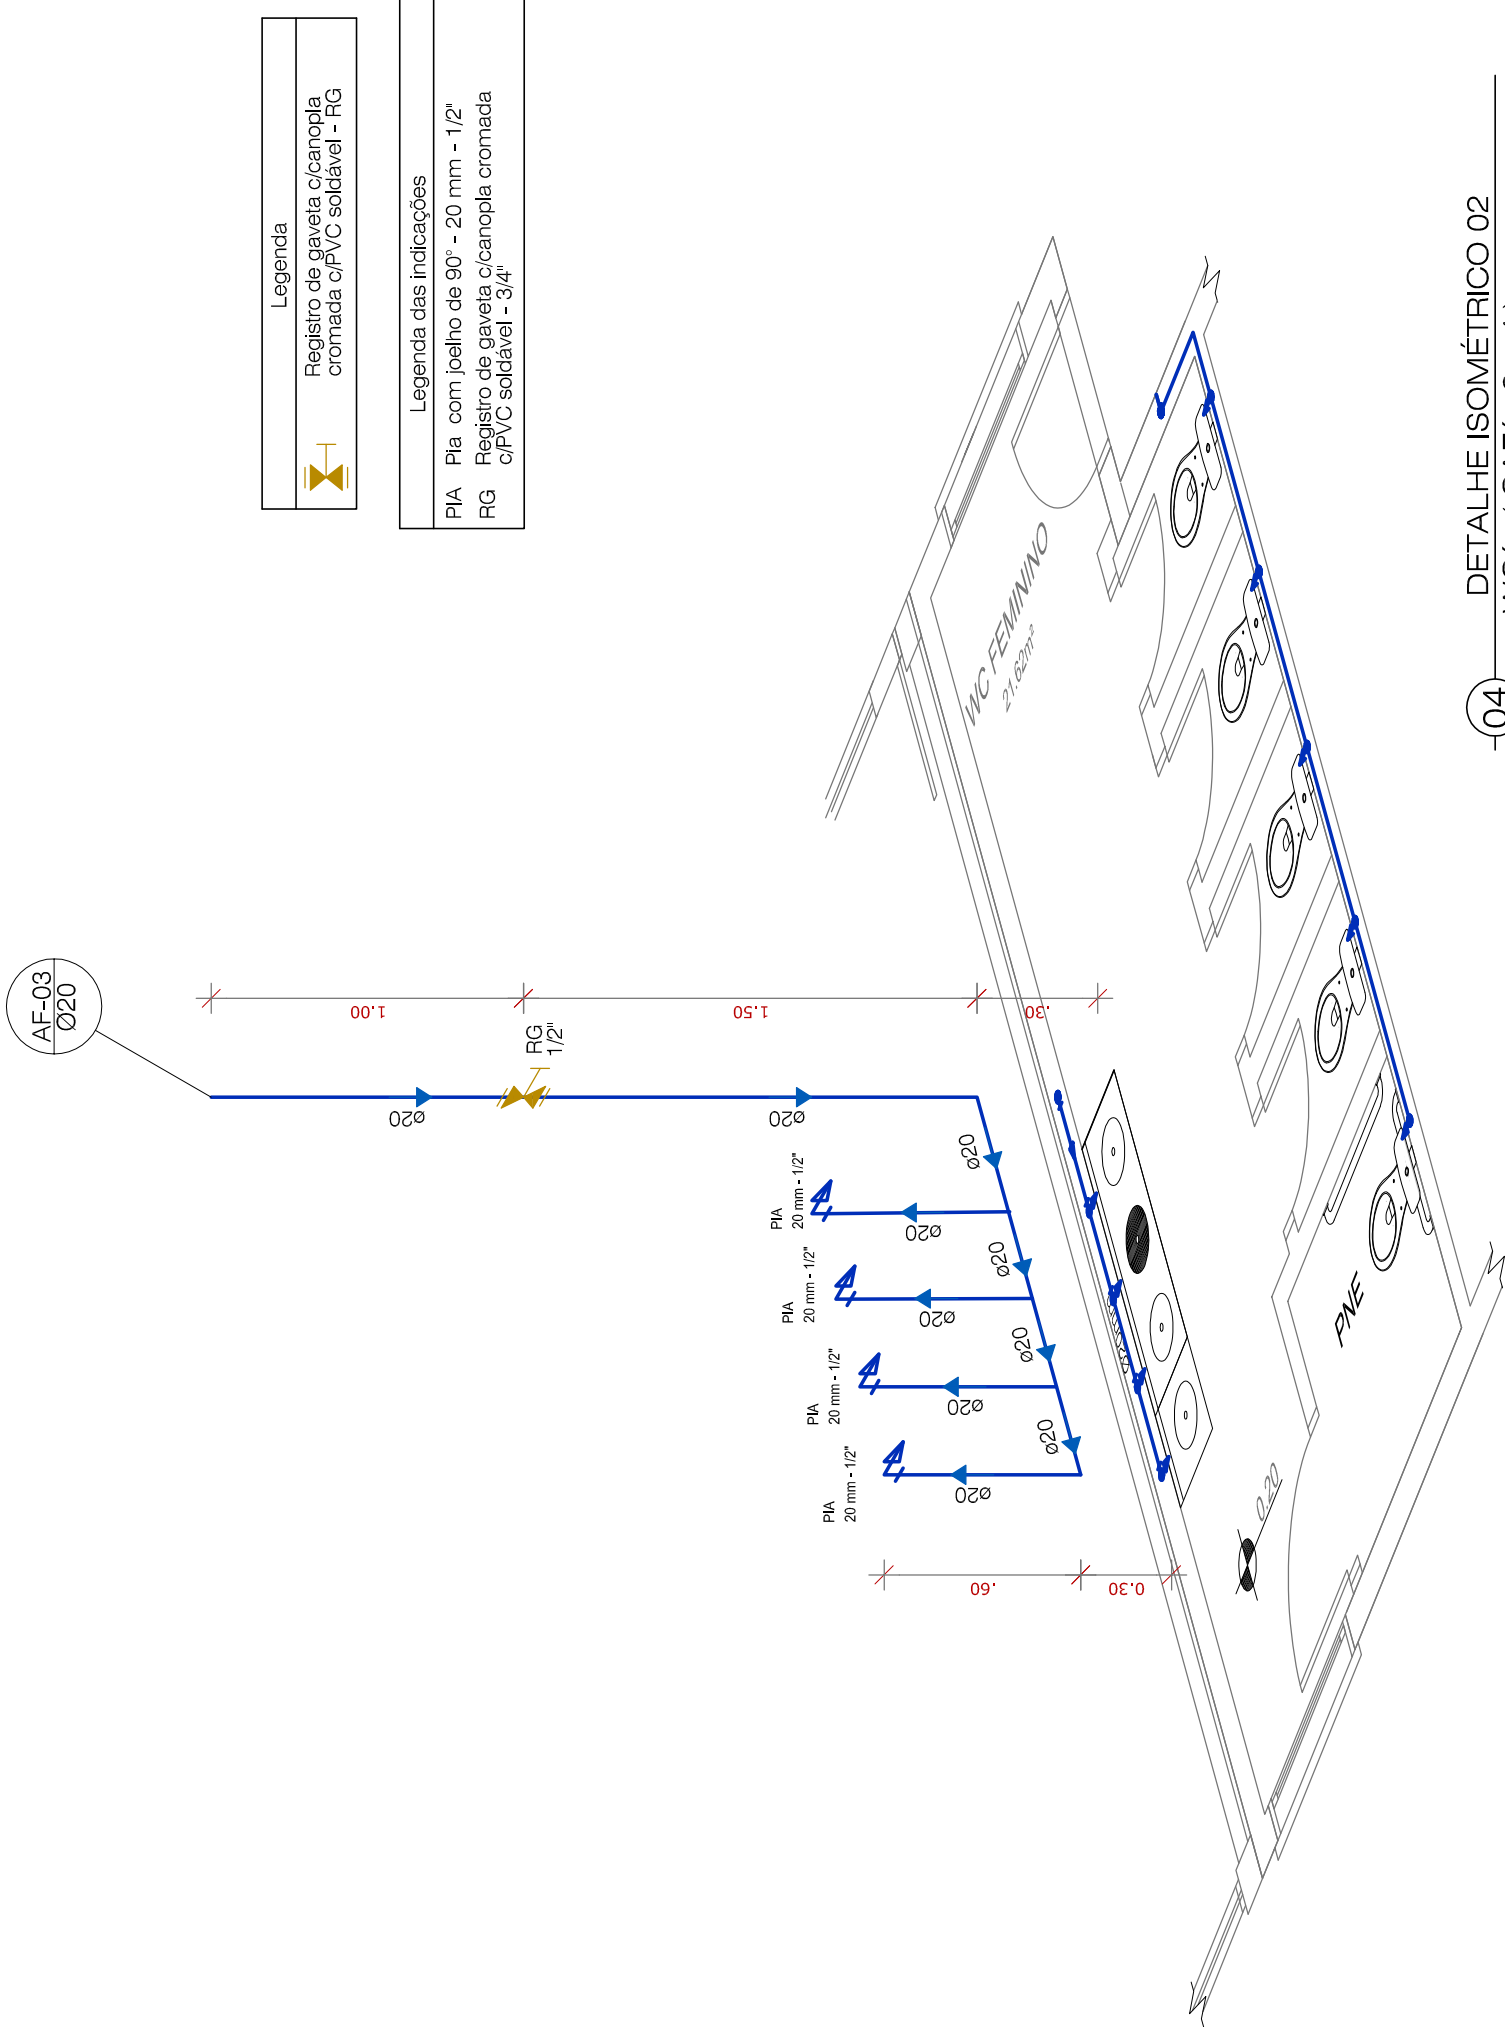 Legenda
Registro de gaveta c/canopla
cromada c/PVC soldável - RG
Legenda das indicações
PIA Pia com joelho de 90° - 20 mm - 1/2"
RG Registro de gaveta c/canopla cromada
c/PVC soldável - 3/4"
AF-03
Ø20
1.00
1.50
.30
RG
1/2"
ø20
ø20
ø20
ø20
ø20
ø20
PIA
20 mm - 1/2"
ø20
PIA
20 mm - 1/2"
ø20
PIA
20 mm - 1/2"
ø20
PIA
20 mm - 1/2"
ø20
.60
0.30
WC FEMININO
21.62m²
PNE
0.20
04
DETALHE ISOMÉTRICO 02